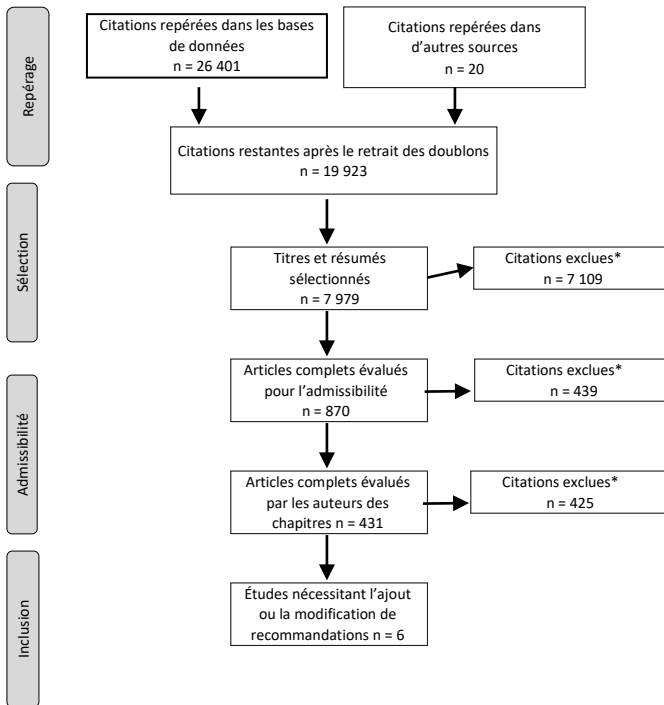 Repérage
Citations repérées dans les bases
de données
n = 26 401
Citations repérées dans
d’autres sources
n = 20
Citations restantes après le retrait des doublons
n = 19 923
Sélection
Titres et résumés
sélectionnés
n = 7 979
Citations exclues*
n = 7 109
Admissibilité
Articles complets évalués
pour l’admissibilité
n = 870
Citations exclues*
n = 439
Articles complets évalués
par les auteurs des
chapitres n = 431
Citations exclues*
n = 425
Inclusion
Études nécessitant l’ajout
ou la modification de
recommandations n = 6